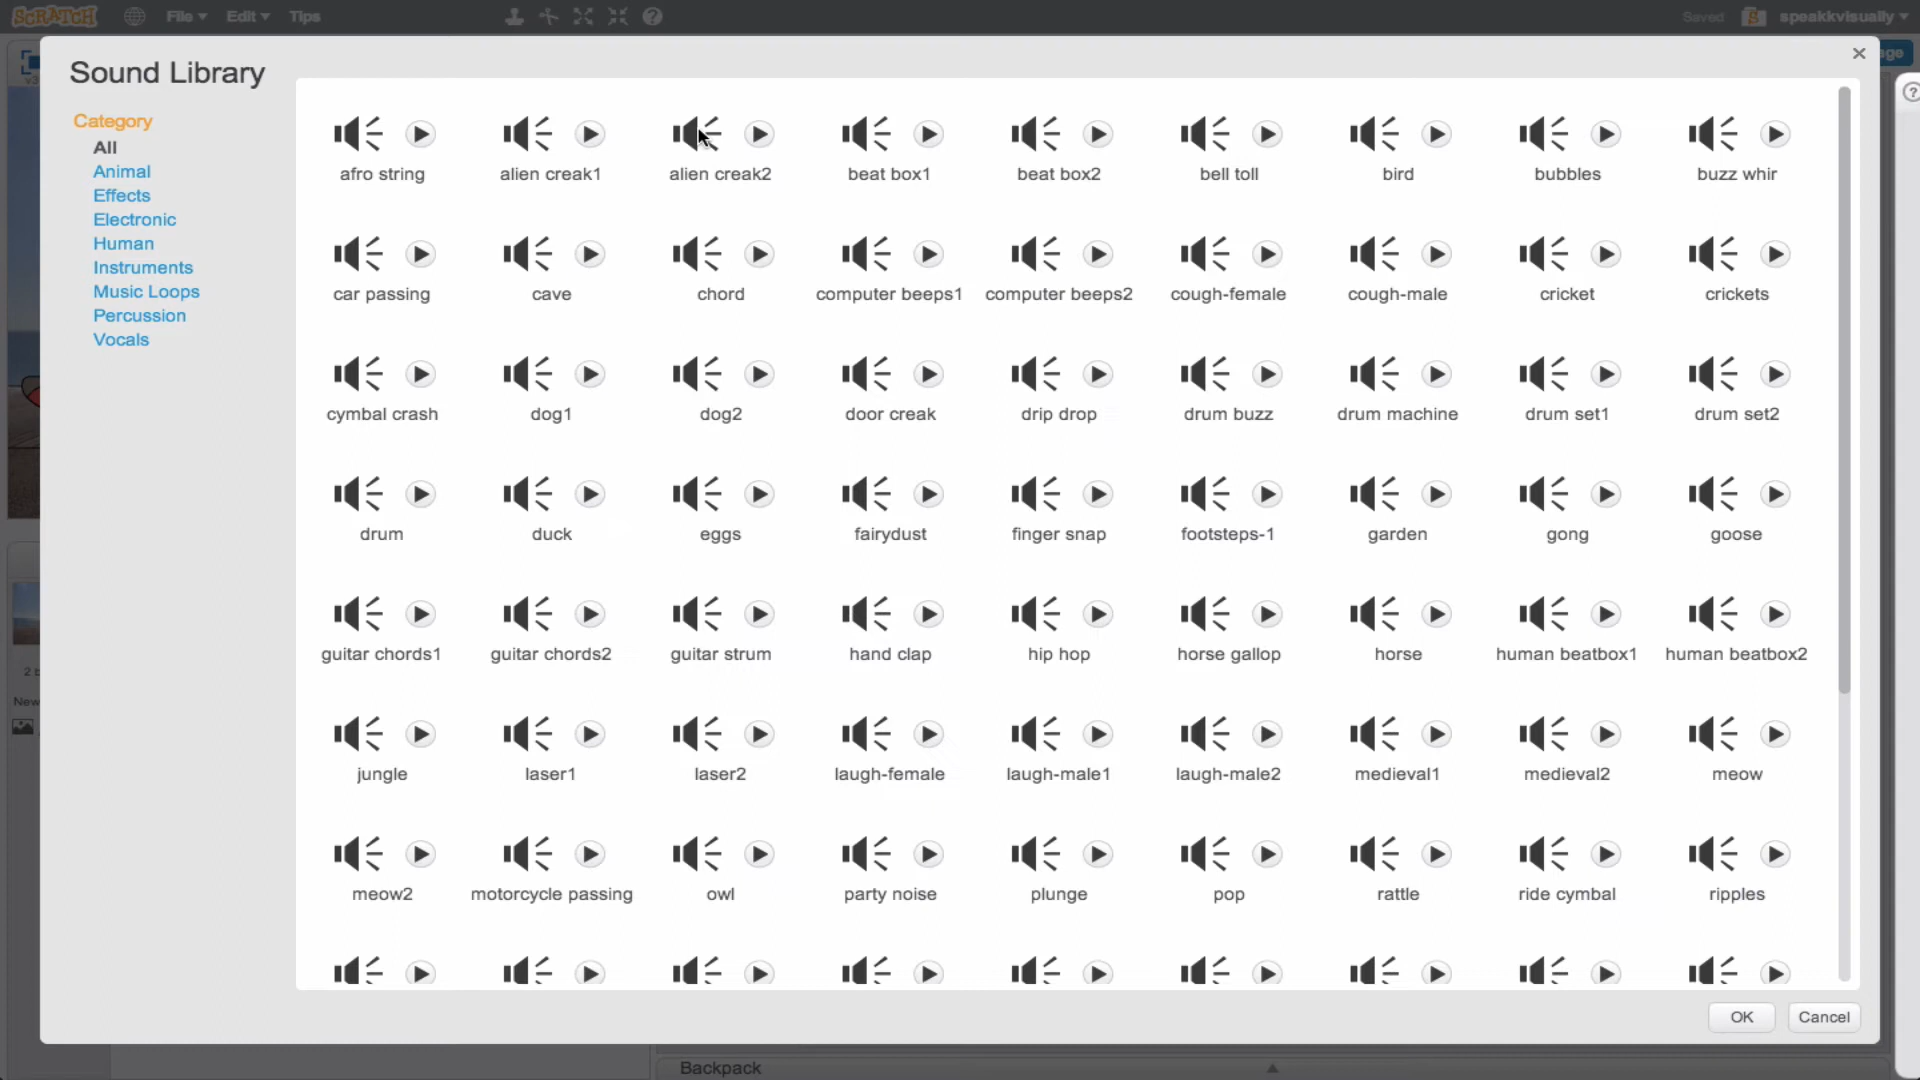 SCRATCH File Edit Tips Saved speakkvisually
Sound Library
Category
All
Animal
Effects
Electronic
Human
Instruments
Music Loops
Percussion
Vocals
afro string alien creak1 alien creak2 beat box1 beat box2 bell toll bird bubbles buzz whir
car passing cave chord computer beeps1 computer beeps2 cough-female cough-male cricket crickets
cymbal crash dog1 dog2 door creak drip drop drum buzz drum machine drum set1 drum set2
drum duck eggs fairydust finger snap footsteps-1 garden gong goose
guitar chords1 guitar chords2 guitar strum hand clap hip hop horse gallop horse human beatbox1 human beatbox2
jungle laser1 laser2 laugh-female laugh-male1 laugh-male2 medieval1 medieval2 meow
meow2 motorcycle passing owl party noise plunge pop rattle ride cymbal ripples
OK Cancel
New
Backpack